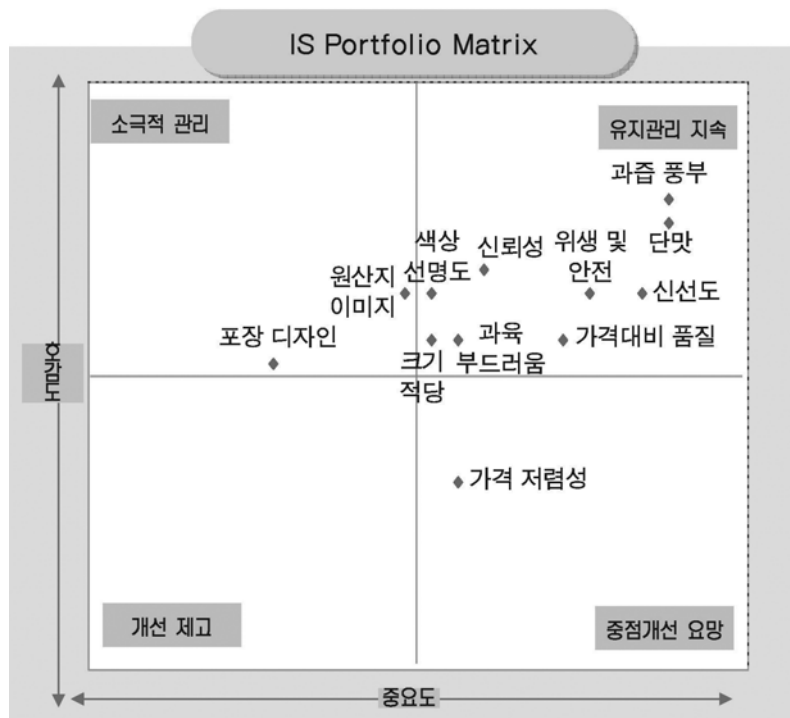 IS Portfolio Matrix
소극적 관리
유지관리 지속
과즙 풍부
단맛
색상
선명도
신뢰성
위생 및
안전
원산지
이미지
신선도
포장 디자인
크기
적당
과육
부드러움
가격대비 품질
가격 저렴성
개선 제고
중점개선 요망
중요도